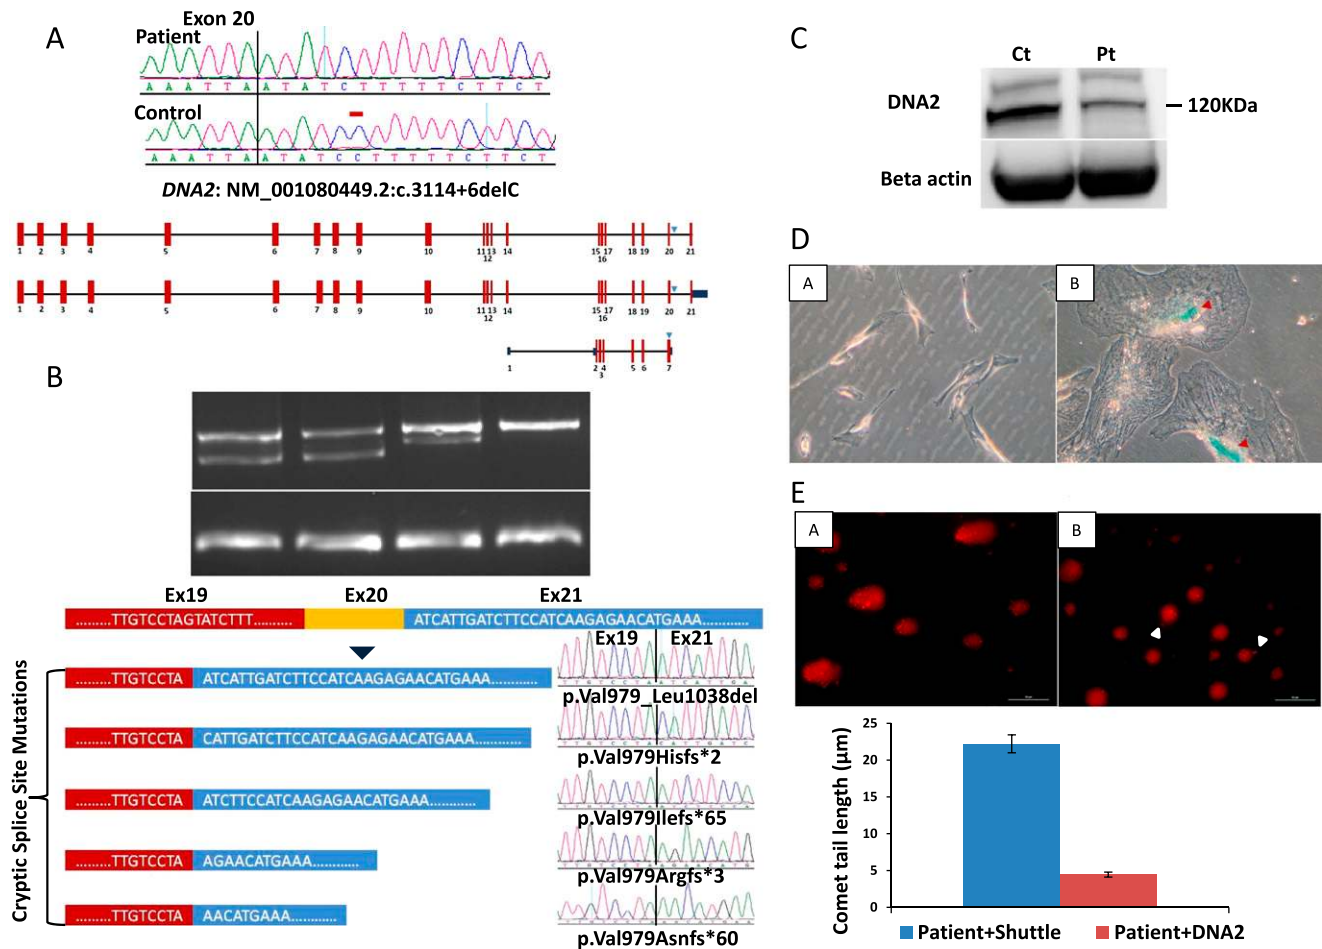 A
Exon 20
Patient
A A A T T A A T A T C T T T T T C T T C T
Control
A A A T T A A T A T C C T T T T T C T T C T
DNA2: NM_001080449.2:c.3114+6delC
1 2 3 4 5 6 7 8 9 10 11 12 13 14 15 16 17 18 19 20 21
1 2 3 4 5 6 7 8 9 10 11 12 13 14 15 16 17 18 19 20 21
1 2 3 4 5 6 7
B
Ex19 Ex20 Ex21
.........TTGTCCTAGTATCTTT.......... ATCATTGATCTTCCATCAAGAGAACATGAAA............
Cryptic Splice Site Mutations
.........TTGTCCTA ATCATTGATCTTCCATCAAGAGAACATGAAA............
.........TTGTCCTA CATTGATCTTCCATCAAGAGAACATGAAA............
.........TTGTCCTA ATCTTCCATCAAGAGAACATGAAA............
.........TTGTCCTA AGAACATGAAA............
.........TTGTCCTA AACATGAAA............
Ex19 Ex21
p.Val979_Leu1038del
p.Val979Hisfs*2
p.Val979Ilefs*65
p.Val979Argfs*3
p.Val979Asnfs*60
C
Ct Pt
DNA2
120KDa
Beta actin
D
A
B
E
A
B
Comet tail length (µm)
25
20
15
10
5
0
Patient+Shuttle Patient+DNA2